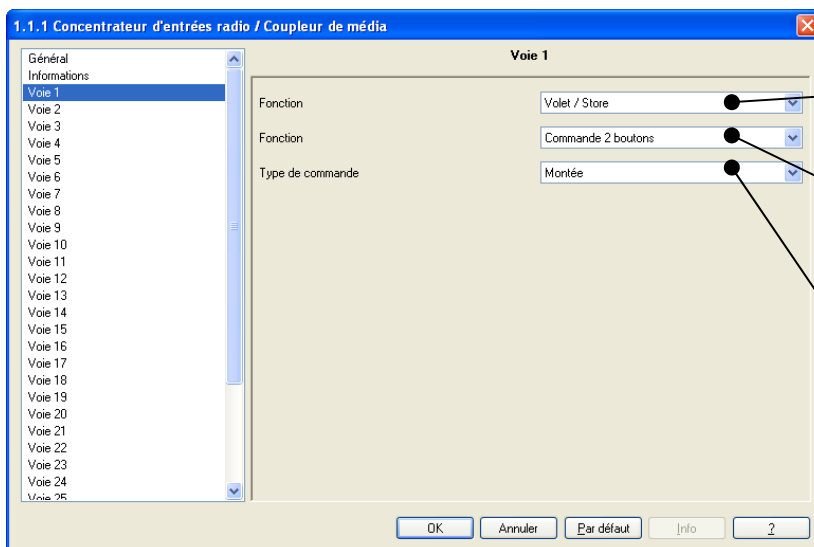 1.1.1 Concentrateur d'entrées radio / Coupleur de média
Général
Informations
Voie 1
Voie 2
Voie 3
Voie 4
Voie 5
Voie 6
Voie 7
Voie 8
Voie 9
Voie 10
Voie 11
Voie 12
Voie 13
Voie 14
Voie 15
Voie 16
Voie 17
Voie 18
Voie 19
Voie 20
Voie 21
Voie 22
Voie 23
Voie 24
Voie 25
Voie 1
Fonction Volet / Store
Fonction Commande 2 boutons
Type de commande Montée
OK Annuler Par défaut Info ?